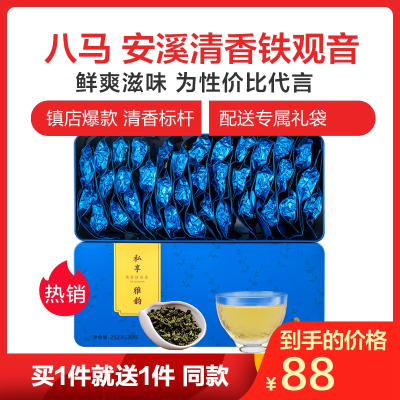 八马 安溪清香铁观音
鲜爽滋味 为性价比代言
镇店爆款 清香标杆
配送专属礼袋
私享
雅韵
热销
到手的价格
买1件就送1件 同款
¥88